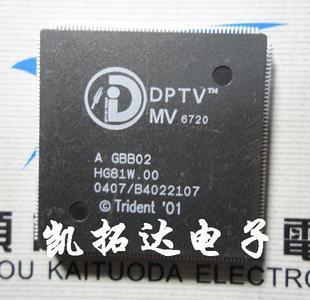 DPTV™
MV 6720
A GBB02
HG81W.00
0407/B4022107
© Trident '01
凯拓达电子
OU KAITUODA ELECTRO